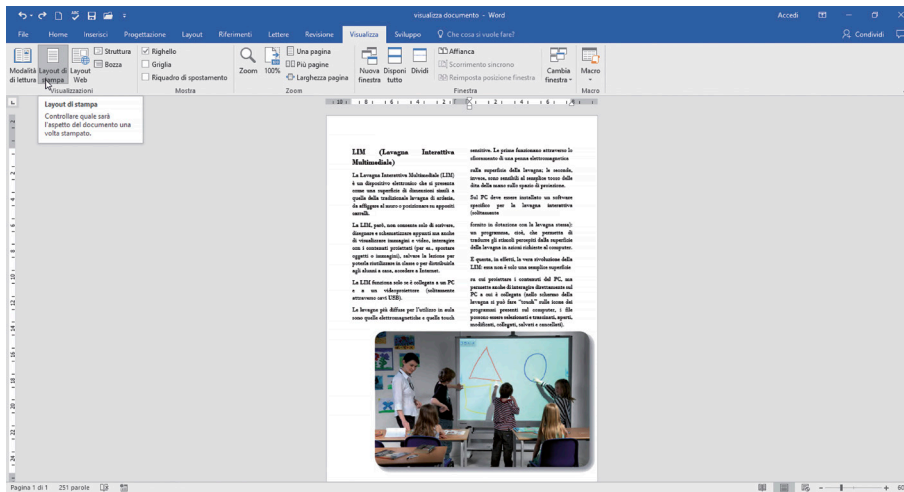 visualizza documento - Word
Accedi
File Home Inserisci Progettazione Layout Riferimenti Lettere Revisione Visualizza Sviluppo Che cosa si vuole fare? Condividi
Modalità di lettura
Layout di stampa
Layout Web
Struttura
Bozza
Visualizzazioni
Righello
Griglia
Riquadro di spostamento
Mostra
Zoom
100%
Una pagina
Più pagine
Larghezza pagina
Zoom
Nuova finestra
Disponi tutto
Dividi
Affianca
Scorrimento sincrono
Reimposta posizione finestra
Finestra
Cambia finestra
Macro
Macro
Layout di stampa
Controllare quale sarà
l'aspetto del documento una
volta stampato.
LIM (Lavagna Interattiva
Multimediale)
La Lavagna Interattiva Multimediale (LIM)
è un dispositivo elettronico che si presenta
come una superficie di dimensioni simili a
quelle della tradizionale lavagna di ardesia,
da affiggere al muro o posizionare su appositi
carrelli.
La LIM, però, non consente solo di scrivere,
disegnare e schematizzare appunti ma anche
di visualizzare immagini e video, interagire
con i contenuti proiettati (per es., spostare
oggetti o immagini), salvare la lezione per
poterla riutilizzare in classe o per distribuirla
agli alunni a casa, accedere a Internet.
La LIM funziona solo se è collegata a un PC
e a un videoproiettore (solitamente
attraverso cavi USB).
Le lavagne più diffuse per l'utilizzo in aula
sono quelle elettromagnetiche e quelle touch
sensitive. Le prime funzionano attraverso lo
sfioramento di una penna elettromagnetica
sulla superficie della lavagna; le seconde,
invece, sono sensibili al semplice tocco delle
dita della mano sullo spazio di proiezione.
Sul PC deve essere installato un software
specifico per la lavagna interattiva
(solitamente
fornito in dotazione con la lavagna stessa):
un programma, cioè, che permetta di
tradurre gli stimoli percepiti dalla superficie
della lavagna in azioni richieste al computer.
È questa, in effetti, la vera rivoluzione della
LIM: essa non è solo una semplice superficie
su cui proiettare i contenuti del PC, ma
permette anche di interagire direttamente sul
PC a cui è collegata (nello schermo della
lavagna si può fare "touch" sulle icone dei
programmi presenti sul computer, i file
possono essere selezionati e trascinati, aperti,
modificati, collegati, salvati e cancellati).
Pagina 1 di 1 251 parole